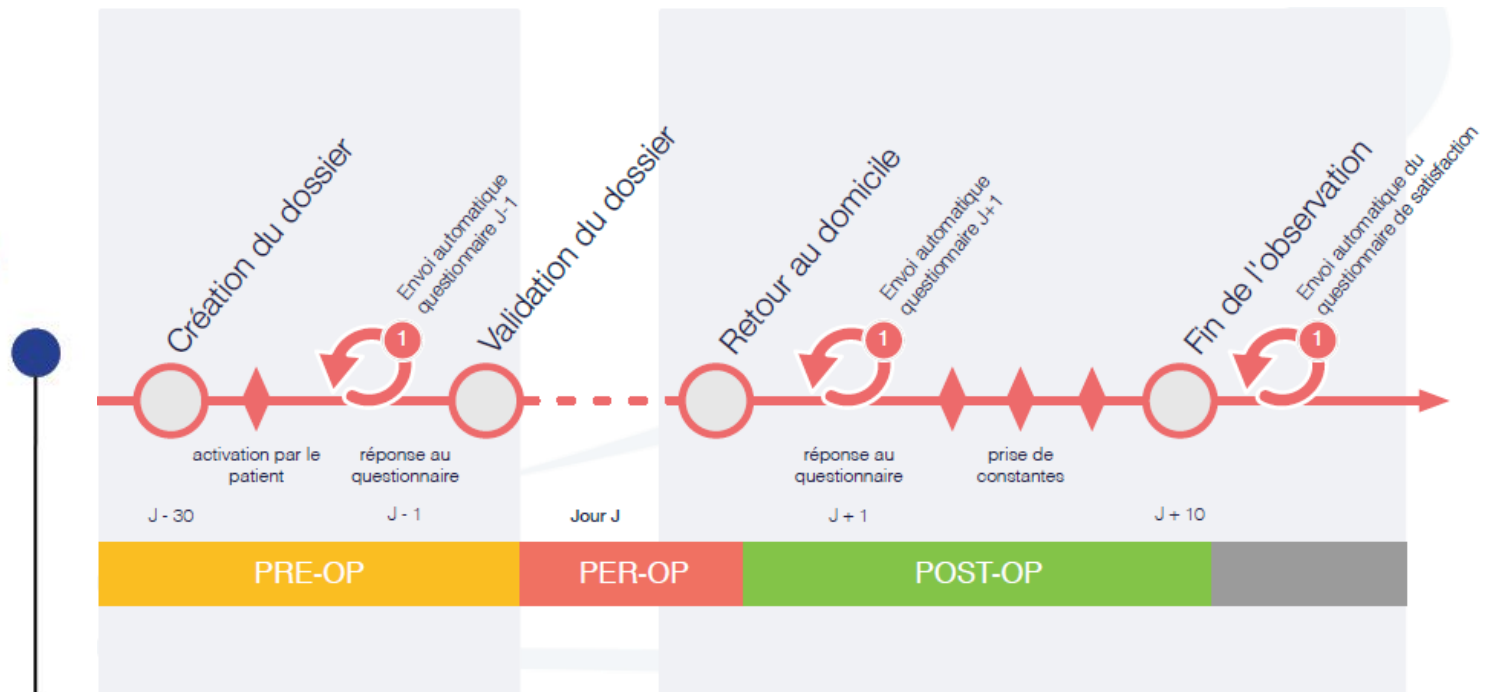 Création du dossier
Envoi automatique
questionnaire J-1
Validation du dossier
Retour au domicile
Envoi automatique
questionnaire J+1
Fin de l'observation
Envoi automatique du
questionnaire de satisfaction
1
1
1
activation par le
patient
réponse au
questionnaire
réponse au
questionnaire
prise de
constantes
J - 30
J - 1
Jour J
J + 1
J + 10
PRE-OP
PER-OP
POST-OP